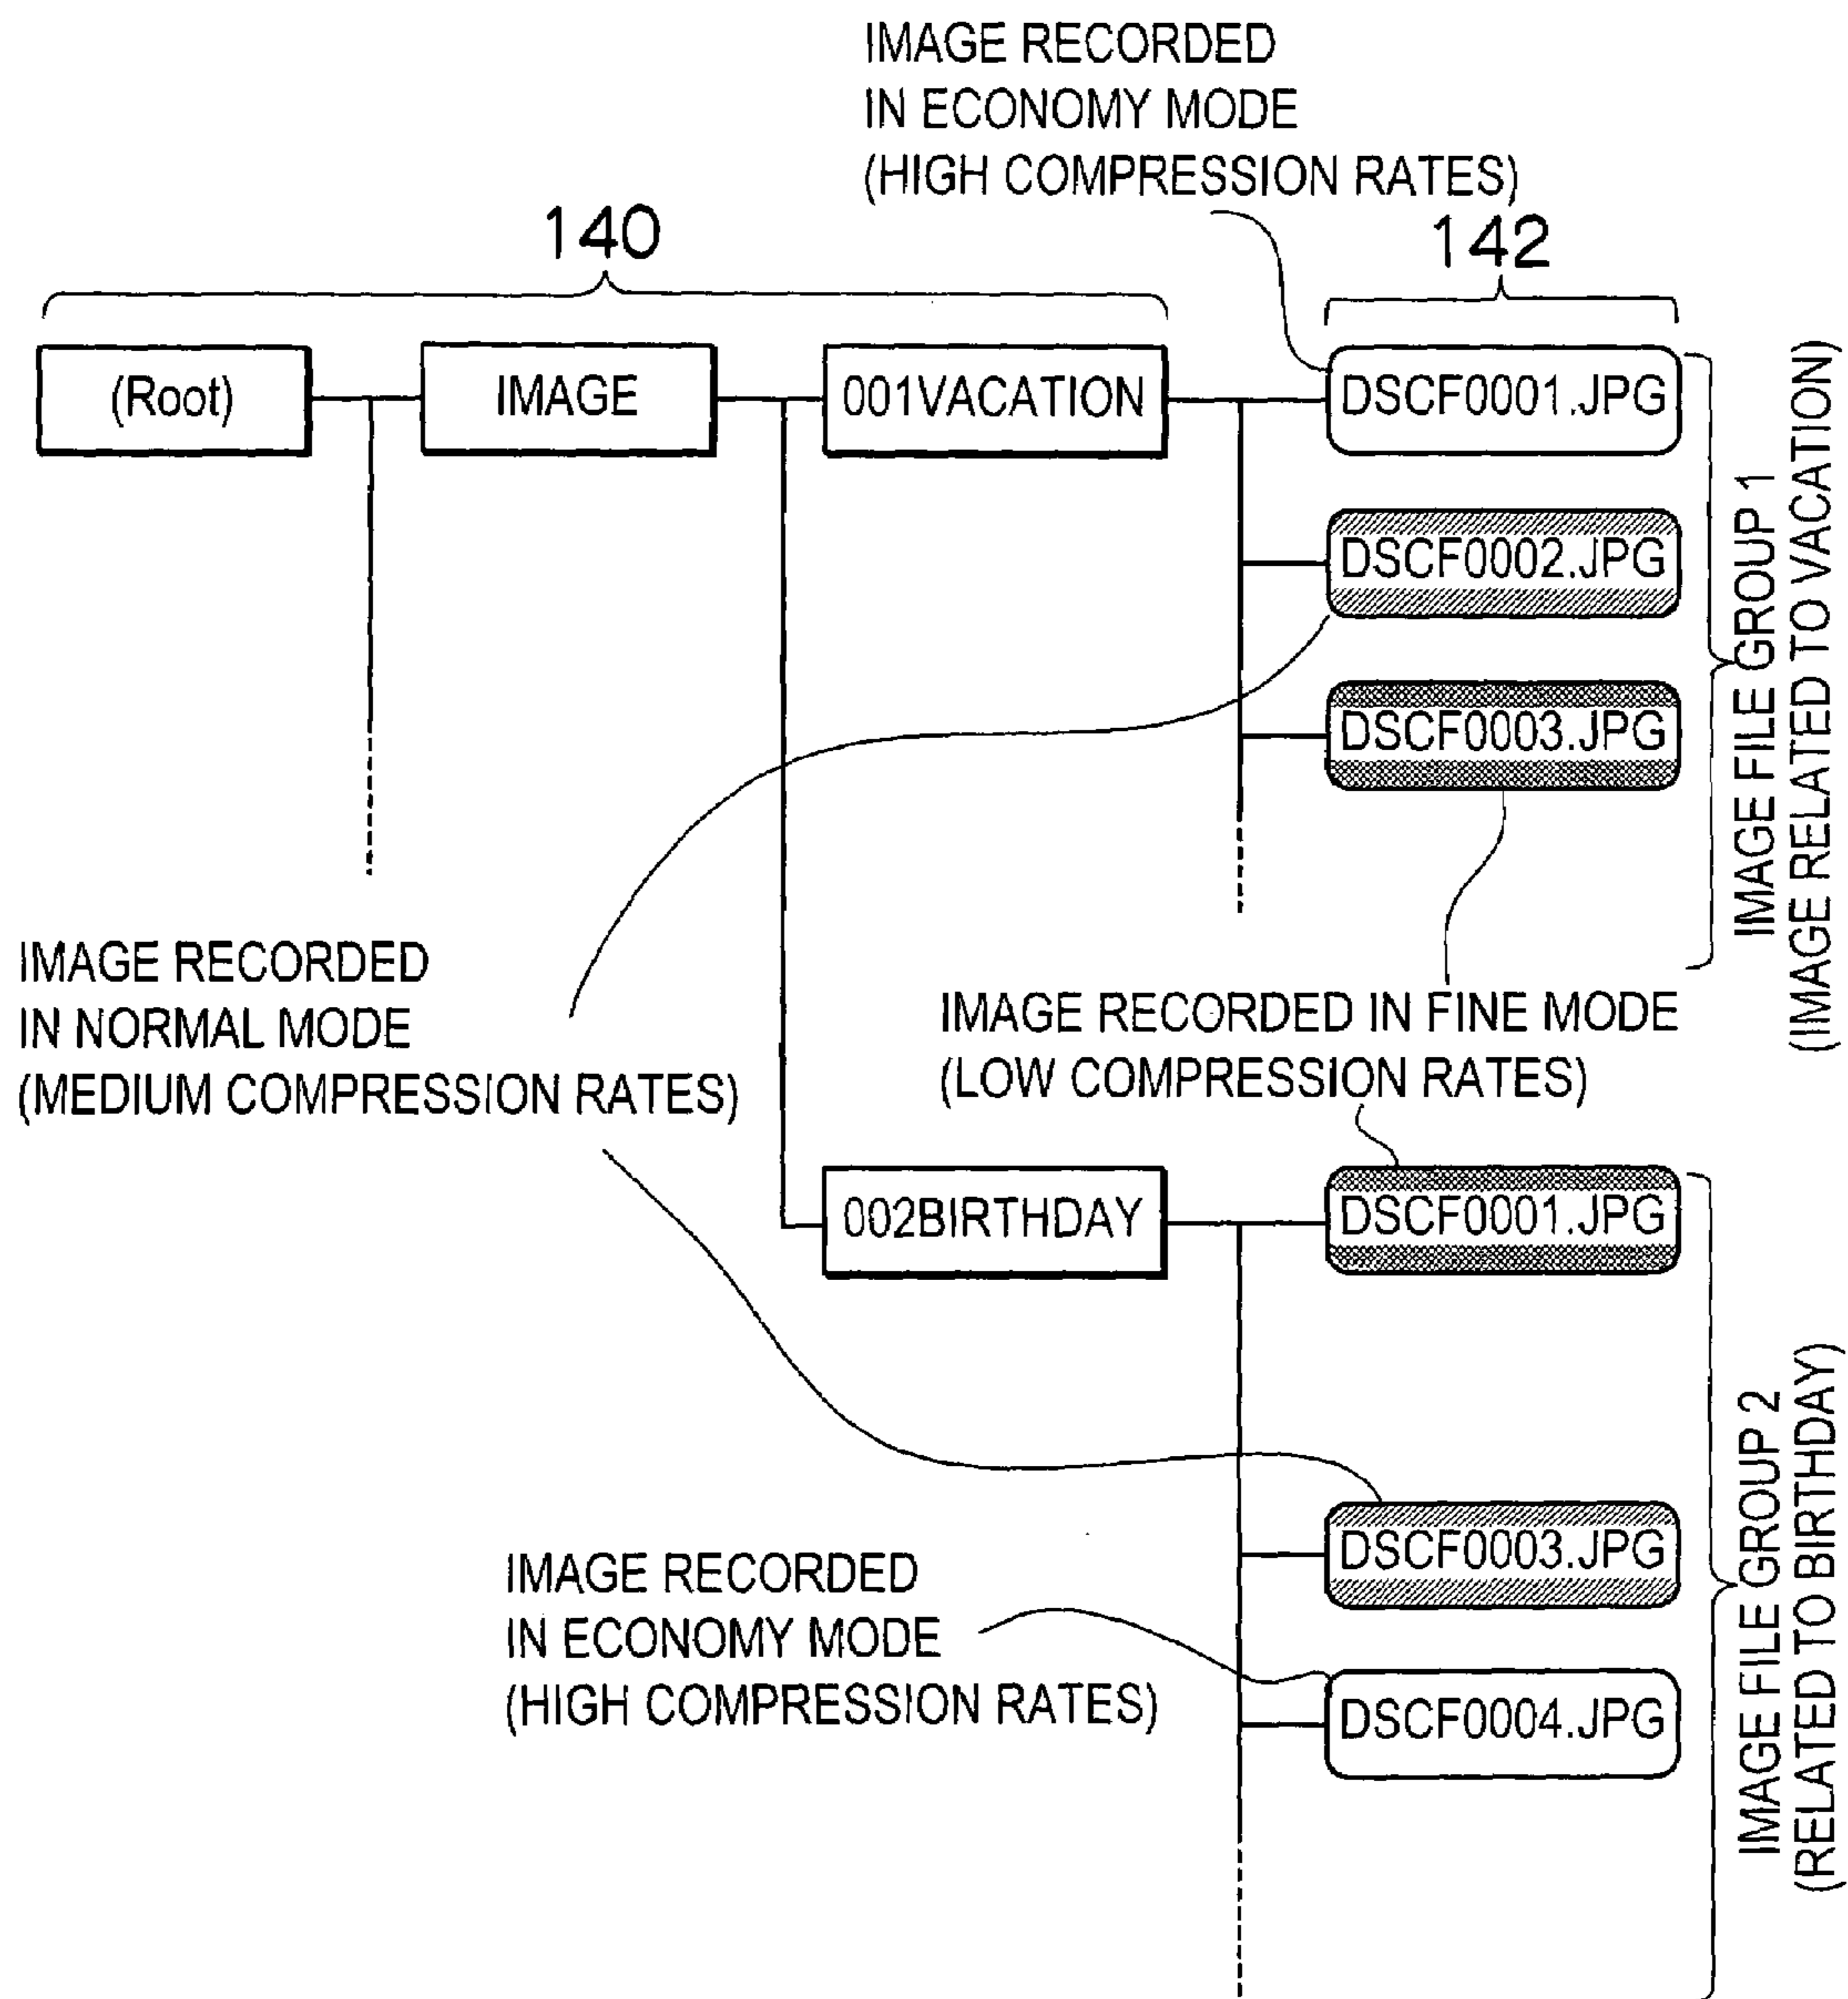 IMAGE RECORDED
IN ECONOMY MODE
(HIGH COMPRESSION RATES)
140
142
(Root)
IMAGE
001VACATION
DSCF0001.JPG
DSCF0002.JPG
DSCF0003.JPG
IMAGE FILE GROUP 1
(IMAGE RELATED TO VACATION)
IMAGE RECORDED
IN NORMAL MODE
(MEDIUM COMPRESSION RATES)
IMAGE RECORDED IN FINE MODE
(LOW COMPRESSION RATES)
002BIRTHDAY
DSCF0001.JPG
DSCF0003.JPG
DSCF0004.JPG
IMAGE RECORDED
IN ECONOMY MODE
(HIGH COMPRESSION RATES)
IMAGE FILE GROUP 2
(RELATED TO BIRTHDAY)